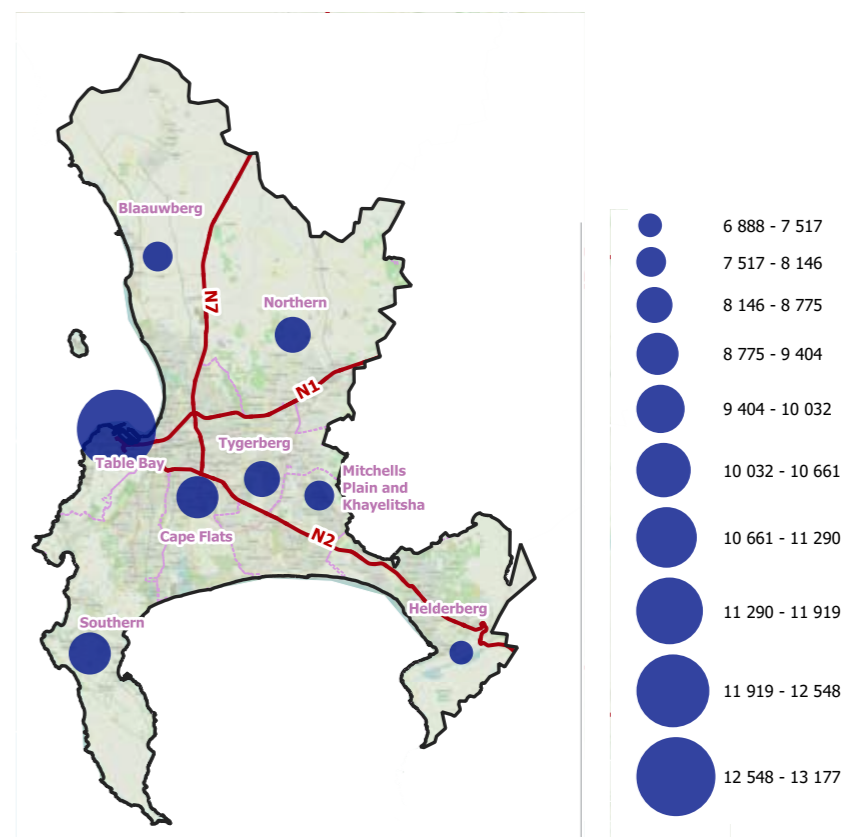 Blaauwberg
N7
Northern
N1
Table Bay
Tygerberg
Mitchells
Plain and
Khayelitsha
Cape Flats
N2
Southern
Helderberg
6 888 - 7 517
7 517 - 8 146
8 146 - 8 775
8 775 - 9 404
9 404 - 10 032
10 032 - 10 661
10 661 - 11 290
11 290 - 11 919
11 919 - 12 548
12 548 - 13 177